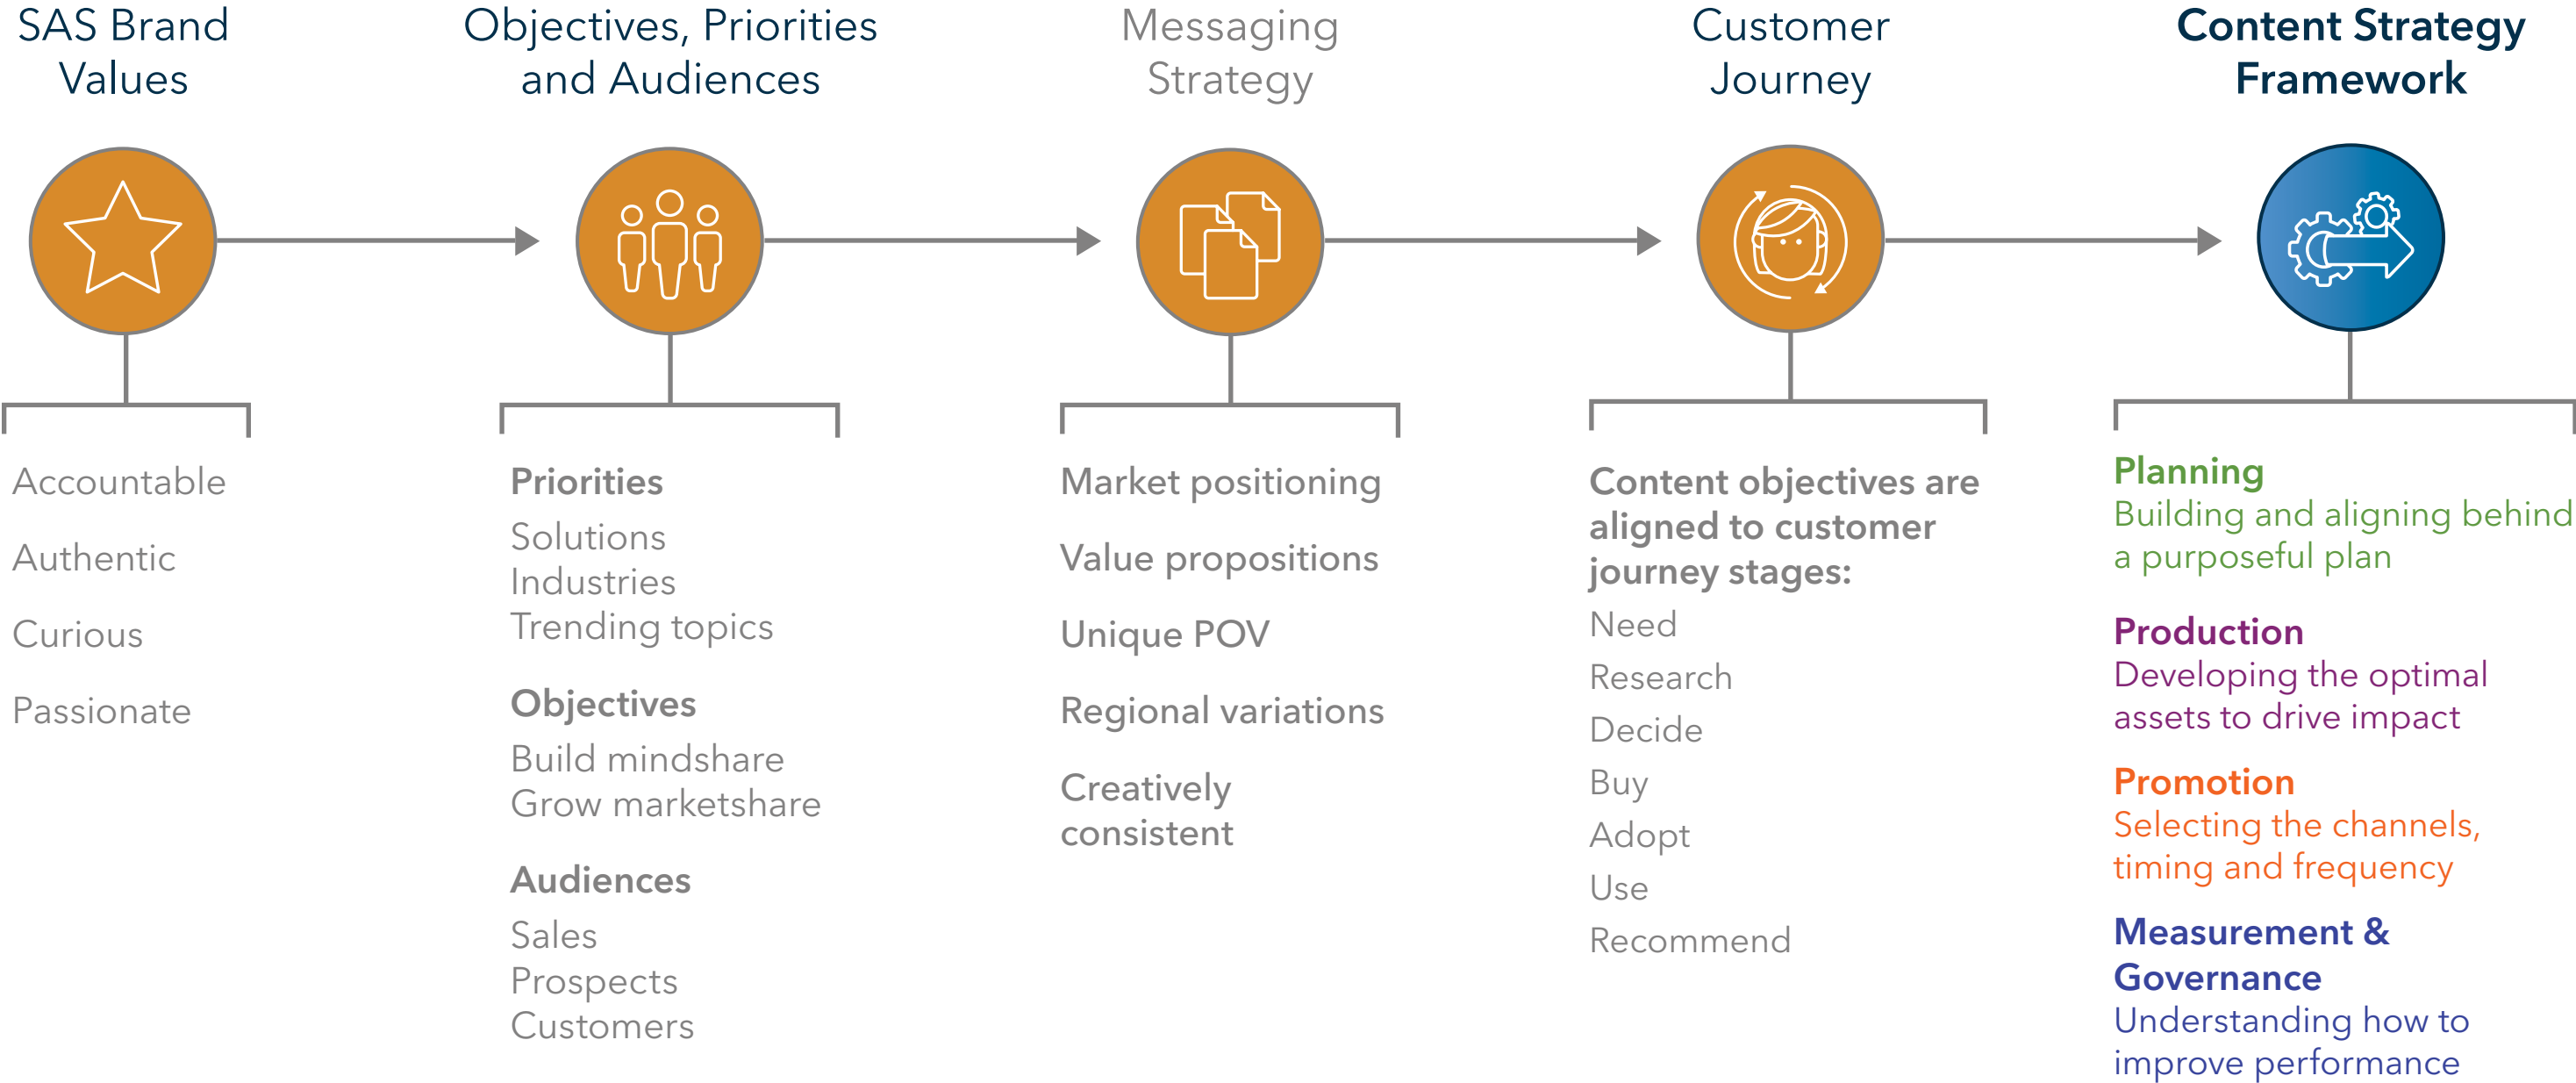 SAS Brand
Values
Objectives, Priorities
and Audiences
Messaging
Strategy
Customer
Journey
Content Strategy
Framework
Accountable
Authentic
Curious
Passionate
Priorities
Solutions
Industries
Trending topics
Objectives
Build mindshare
Grow marketshare
Audiences
Sales
Prospects
Customers
Market positioning
Value propositions
Unique POV
Regional variations
Creatively
consistent
Content objectives are
aligned to customer
journey stages:
Need
Research
Decide
Buy
Adopt
Use
Recommend
Planning
Building and aligning behind
a purposeful plan
Production
Developing the optimal
assets to drive impact
Promotion
Selecting the channels,
timing and frequency
Measurement &
Governance
Understanding how to
improve performance